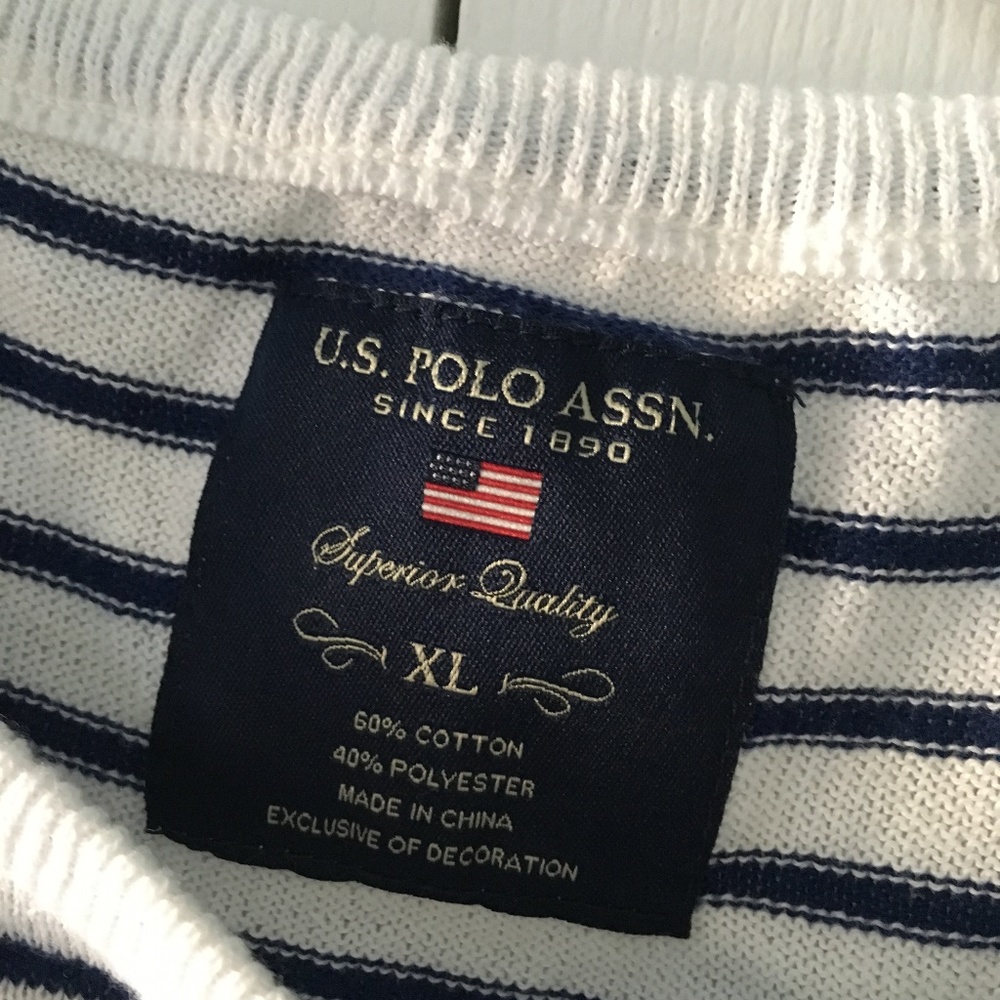 U.S. POLO ASSN.
SINCE 1890
Superior Quality
XL
60% COTTON
40% POLYESTER
MADE IN CHINA
EXCLUSIVE OF DECORATION